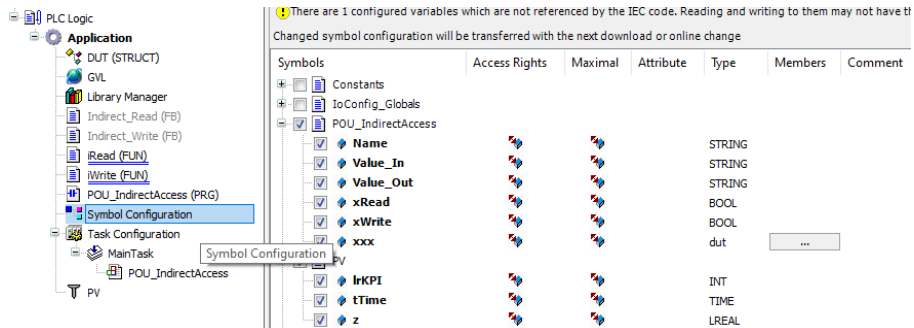 PLC Logic
Application
DUT (STRUCT)
GVL
Library Manager
Indirect_Read (FB)
Indirect_Write (FB)
iRead (FUN)
iWrite (FUN)
POU_IndirectAccess (PRG)
Symbol Configuration
Task Configuration
MainTask
Symbol Configuration
POU_IndirectAccess
PV
There are 1 configured variables which are not referenced by the IEC code. Reading and writing to them may not have
Changed symbol configuration will be transferred with the next download or online change
Symbols Access Rights Maximal Attribute Type Members Comment
Constants
IoConfig_Globals
POU_IndirectAccess
Name STRING
Value_In STRING
Value_Out STRING
xRead BOOL
xWrite BOOL
xxx dut ...
PV
lrKPI INT
tTime TIME
z LREAL